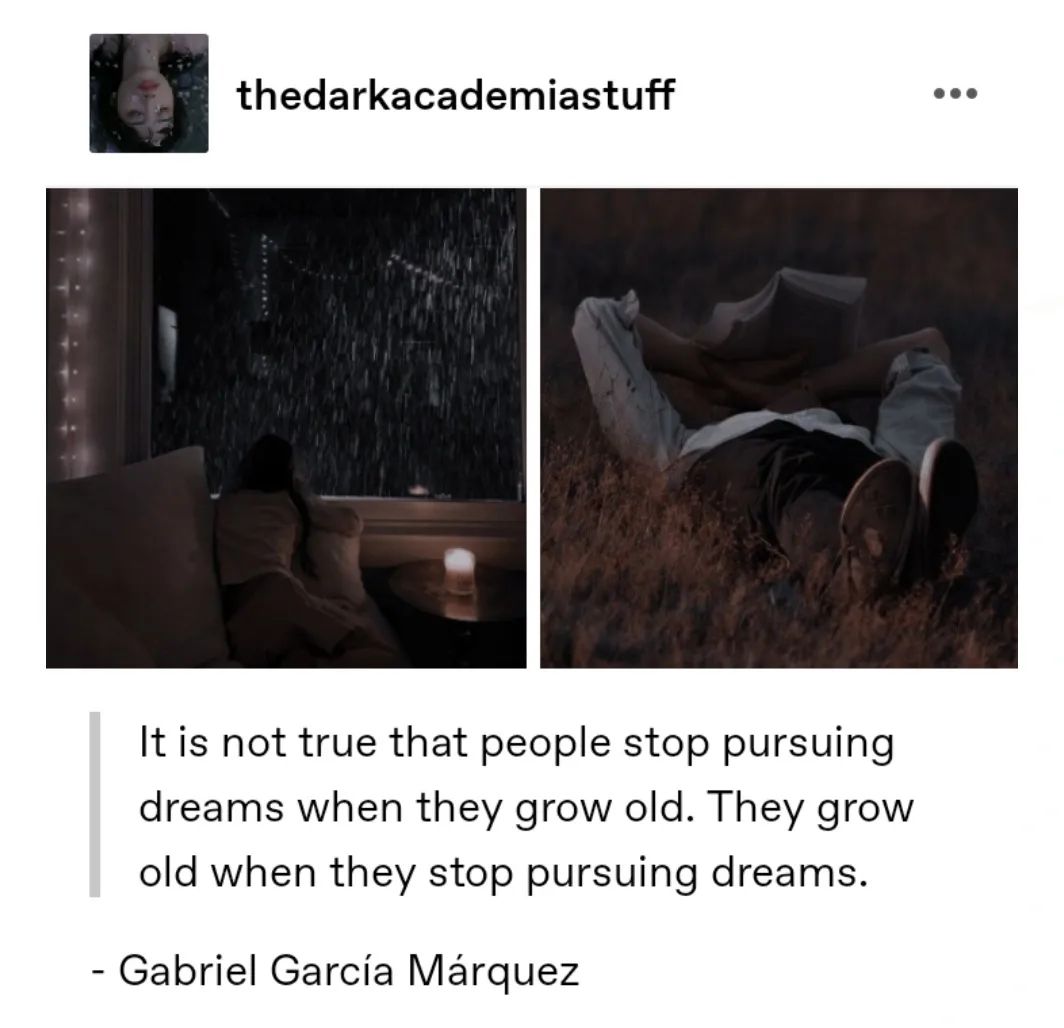 thedarkacademiastuff
It is not true that people stop pursuing
dreams when they grow old. They grow
old when they stop pursuing dreams.
- Gabriel García Márquez